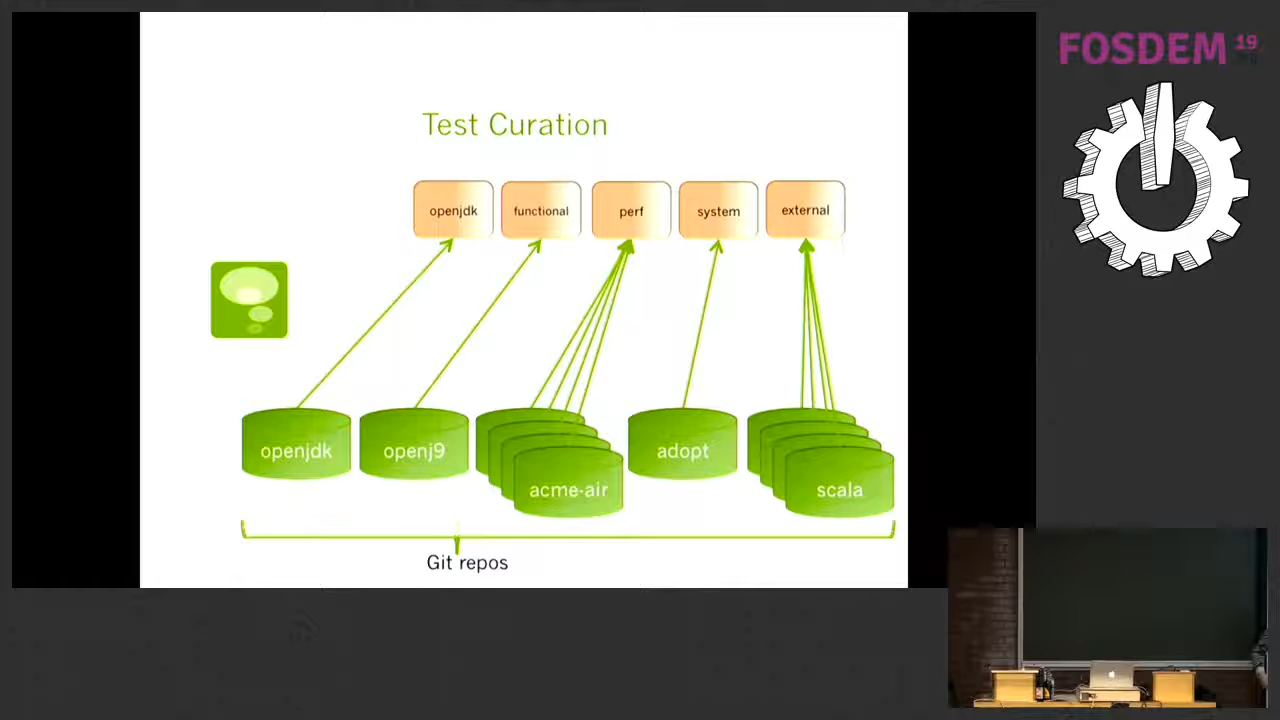 FOSDEM 19
Test Curation
openjdk functional perf system external
openjdk openj9 adopt
acme-air scala
Git repos